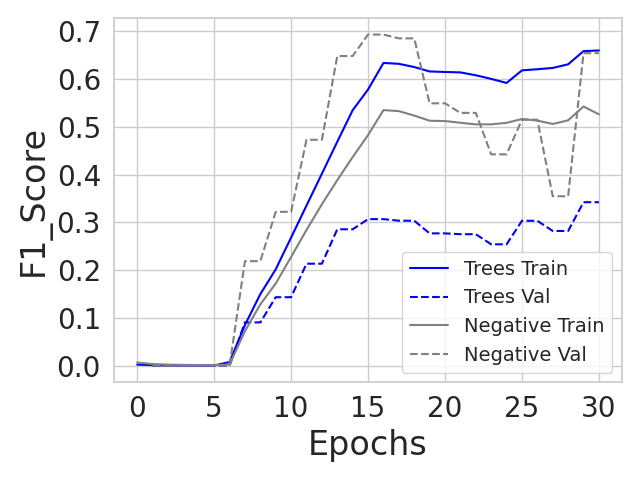 0.7
0.6
0.5
0.4
0.3
0.2
0.1
0.0
F1_Score
0 5 10 15 20 25 30
Epochs
Trees Train
Trees Val
Negative Train
Negative Val